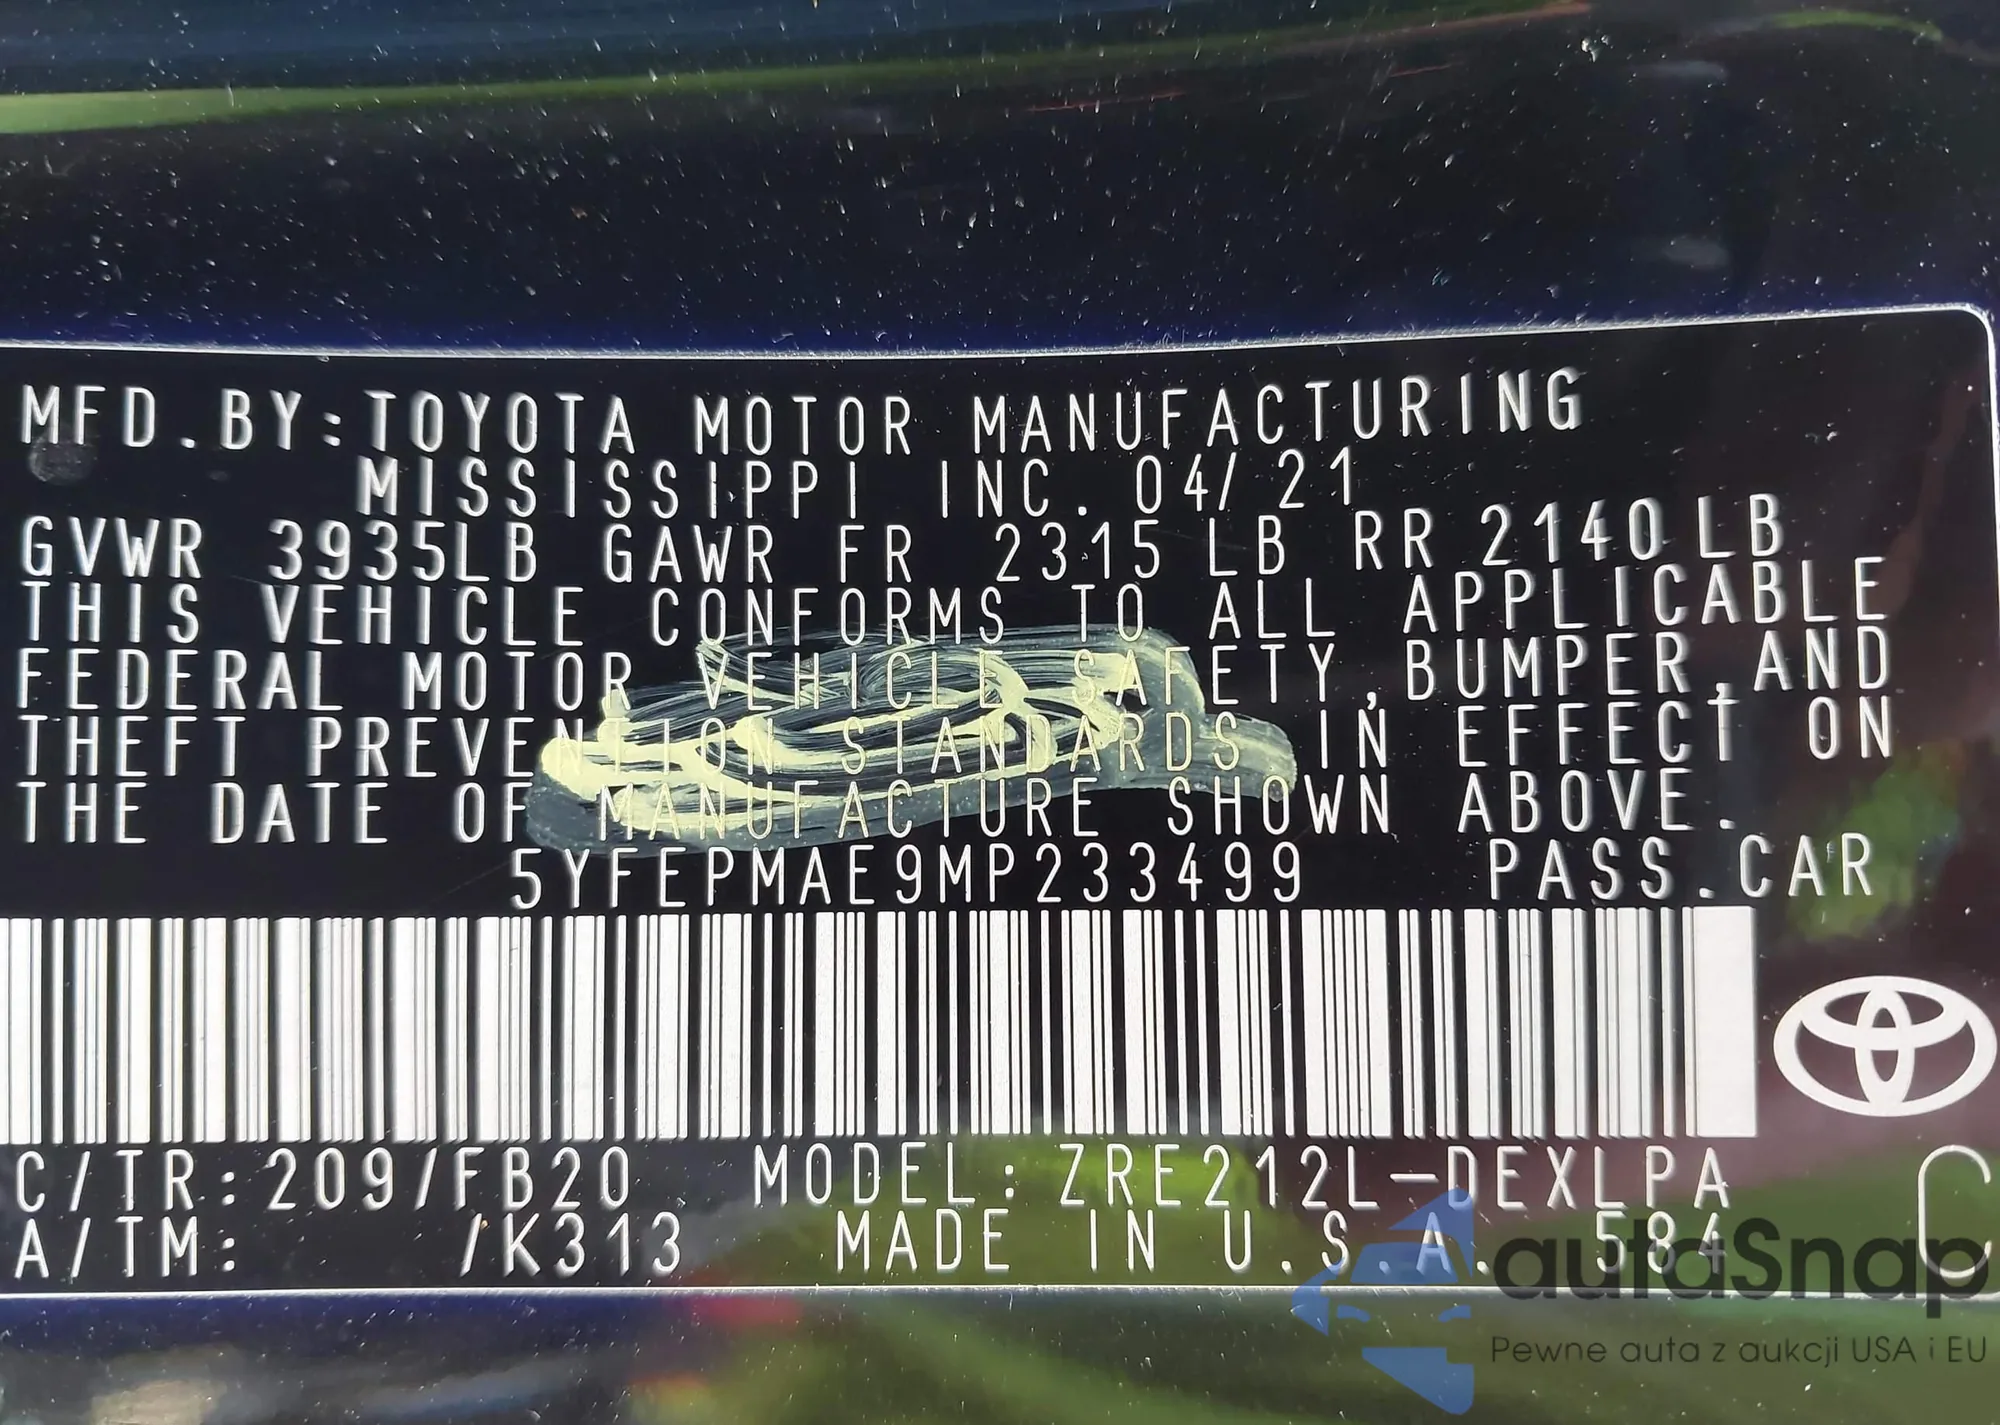 MFD.BY:TOYOTA MOTOR MANUFACTURING
MISSISSIPPI INC. 04/21
GVWR 3935LB GAWR FR 2315 LB RR 2140LB
THIS VEHICLE CONFORMS TO ALL APPLICABLE
FEDERAL MOTOR VEHICLE SAFETY,BUMPER,AND
THEFT PREVENTION STANDARDS IN EFFECT ON
THE DATE OF MANUFACTURE SHOWN ABOVE.
5YFEPMAE9MP233499 PASS.CAR
C/TR:209/FB20 MODEL:ZRE212L-DEXLPA
A/TM: /K313 MADE IN U.S.A. 584
C
autaSnap
Pewne auta z aukcji USA i EU